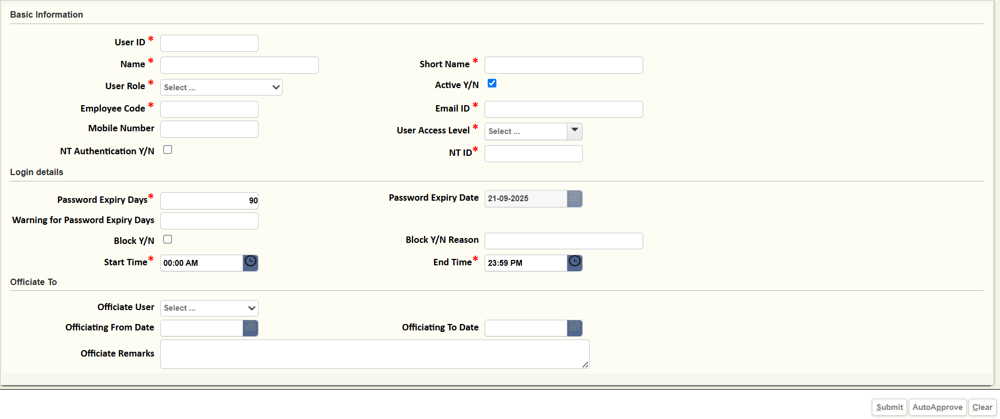 Basic Information
User ID *
Name * Short Name *
User Role * Select ... Active Y/N
Employee Code * Email ID *
Mobile Number User Access Level * Select ...
NT Authentication Y/N NT ID*
Login details
Password Expiry Days* 90 Password Expiry Date 21-09-2025
Warning for Password Expiry Days
Block Y/N Block Y/N Reason
Start Time* 00:00 AM End Time* 23:59 PM
Officiate To
Officiate User Select ...
Officiating From Date Officiating To Date
Officiate Remarks
Submit AutoApprove Clear